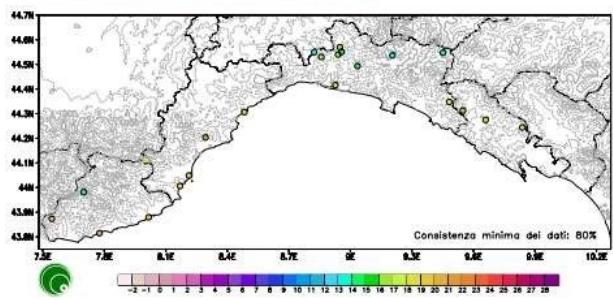 44.7N
44.6N
44.5N
44.4N
44.3N
44.2N
44.1N
44N
43.9N
43.8N
Consistenza minima dei dati: 80%
7.5E 7.8E 8.1E 8.4E 8.7E 9E 9.3E 9.6E 9.9E 10.2E
-2 -1 0 1 2 3 4 5 6 7 8 9 10 11 12 13 14 15 16 17 18 19 20 21 22 23 24 25 26 27 28